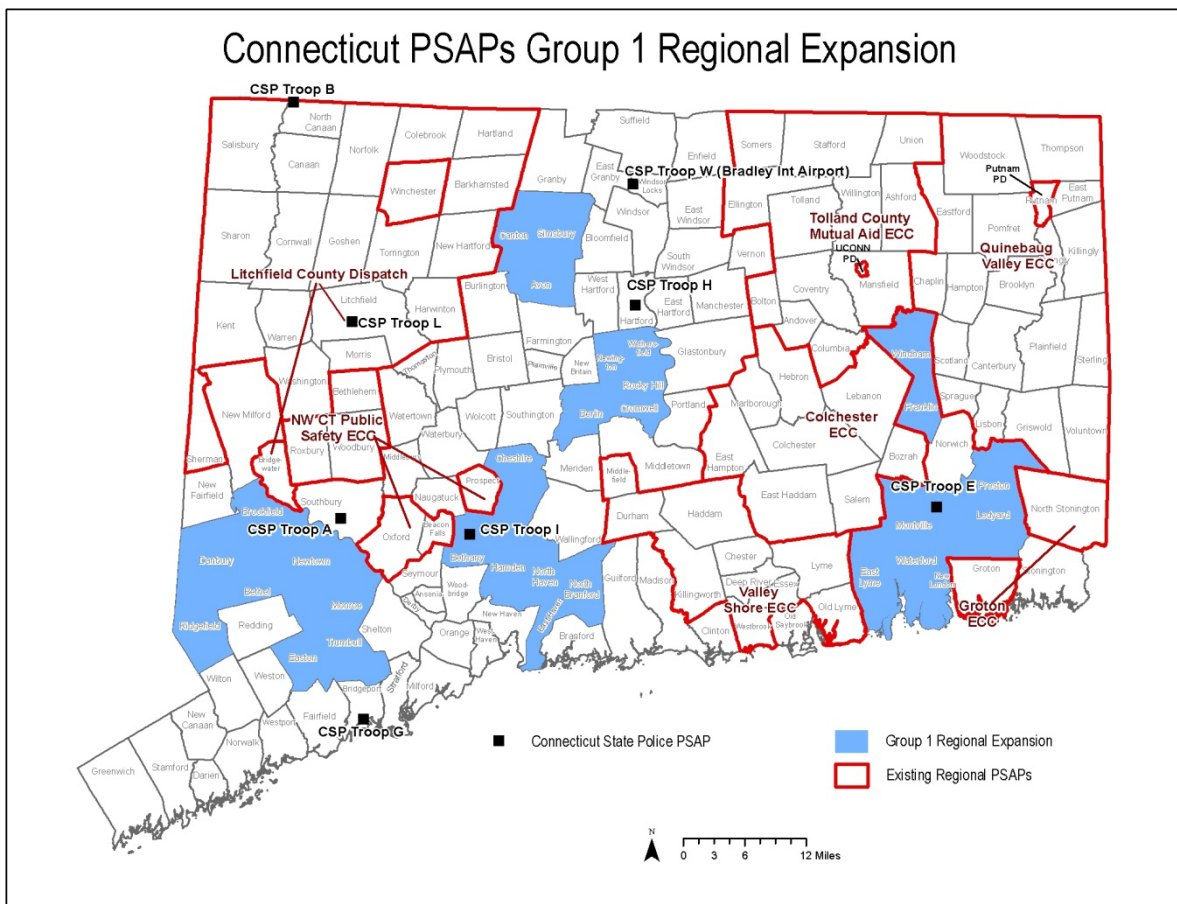 Connecticut PSAPs Group 1 Regional Expansion
CSP Troop B
North
Canaan
Colebrook
Hartland
Salisbury
Norfolk
Canaan
Suffield
Enfield
Somers
Stafford
Union
Woodstock
Thompson
Granby
East
Granby
CSP Troop W (Bradley Int Airport)
Windsor
Locks
Putnam
PD
Putnam
East
Putnam
Winchester
Barkhamsted
Ellington
Tolland
Willington
Ashford
Eastford
Pomfret
Sharon
Cornwall
Goshen
Torrington
New Hartford
Canton
Simsbury
Bloomfield
Windsor
East
Windsor
Tolland County
Mutual Aid ECC
UCONN
PD
Quinebaug
Valley ECC
Killingly
South
Windsor
Vernon
Litchfield County Dispatch
Avon
West
Hartford
Mansfield
Chaplin
Hampton
Brooklyn
Litchfield
Harwinton
Burlington
CSP Troop H
East
Hartford
Manchester
Bolton
Coventry
Andover
Columbia
CSP Troop L
Hartford
Kent
Warren
Morris
Farmington
Wethers-
field
Newing-
ton
Glastonbury
Windham
Scotland
Canterbury
Plainfield
Sterling
Thomaston
Plymouth
Bristol
Plainville
New
Britain
Washington
Bethlehem
Rocky Hill
Hebron
Lebanon
Franklin
Sprague
New Milford
Watertown
Wolcott
Southington
Berlin
Cromwell
Portland
Marlborough
Colchester
ECC
Lisbon
Griswold
Voluntown
NW CT Public
Safety ECC
Waterbury
Norwich
Bozrah
Sherman
Bridge-
water
Roxbury
Woodbury
Cheshire
Meriden
Middletown
Middle-
field
East
Hampton
Colchester
New
Fairfield
Brookfield
Southbury
Naugatuck
Prospect
Preston
CSP Troop E
East Haddam
Salem
CSP Troop A
Oxford
Beacon
Falls
CSP Troop I
Wallingford
Durham
Haddam
Montville
Ledyard
North Stonington
Danbury
Newtown
Bethany
Hamden
North
Haven
North
Branford
Chester
Waterford
Bethel
Seymour
Ansonia
Wood-
bridge
Guilford
Madison
Killingworth
Deep River
Essex
Lyme
East
Lyme
New
London
Groton
Stonington
Monroe
Derby
New Haven
East Haven
Valley
Shore ECC
Old Lyme
Ridgefield
Redding
Shelton
Orange
West
Haven
Branford
Clinton
Westbrook
Old
Saybrook
Groton
ECC
Easton
Trumbull
Wilton
Weston
Bridgeport
Stratford
Milford
Fairfield
CSP Troop G
New
Canaan
Westport
Norwalk
Greenwich
Stamford
Darien
Connecticut State Police PSAP
Group 1 Regional Expansion
Existing Regional PSAPs
N
0 3 6 12 Miles